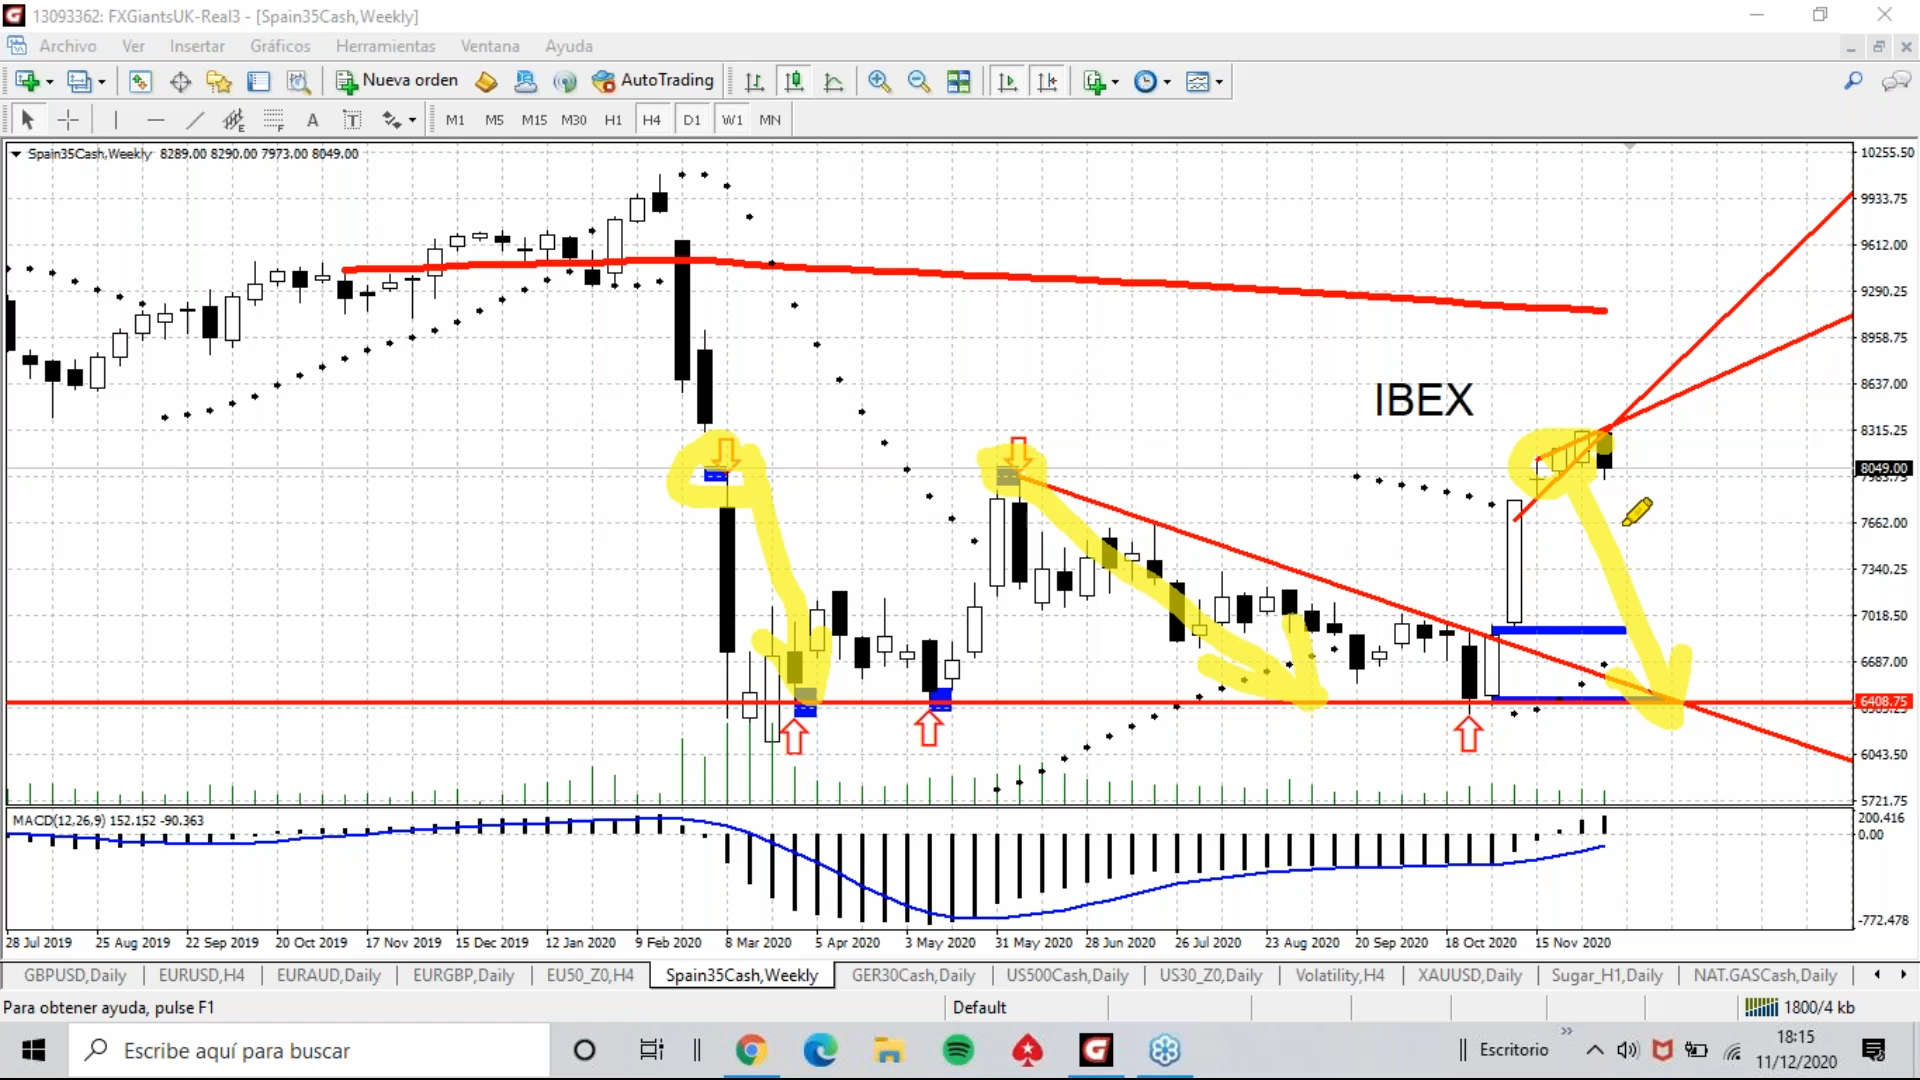 13093362: FXGiantsUK-Real3 - [Spain35Cash,Weekly]
Archivo Ver Insertar Gráficos Herramientas Ventana Ayuda
Nueva orden AutoTrading
A T M1 M5 M15 M30 H1 H4 D1 W1 MN
Spain35Cash,Weekly 8289.00 8290.00 7973.00 8049.00
10255.50
9933.75
9612.00
9290.25
8958.75
IBEX
8637.00
8315.25
8049.00
7983.75
7662.00
7340.25
7018.50
6687.00
6408.75
6043.50
5721.75
MACD(12,26,9) 152.152 -90.363
200.416
0.00
-772.478
28 Jul 2019 25 Aug 2019 22 Sep 2019 20 Oct 2019 17 Nov 2019 15 Dec 2019 12 Jan 2020 9 Feb 2020 8 Mar 2020 5 Apr 2020 3 May 2020 31 May 2020 28 Jun 2020 26 Jul 2020 23 Aug 2020 20 Sep 2020 18 Oct 2020 15 Nov 2020
GBPUSD,Daily EURUSD,H4 EURAUD,Daily EURGBP,Daily EU50_Z0,H4 Spain35Cash,Weekly GER30Cash,Daily US500Cash,Daily US30_Z0,Daily Volatility,H4 XAUUSD,Daily Sugar_H1,Daily NAT.GASCash,Daily
Para obtener ayuda, pulse F1 Default 1800/4 kb
Escribe aquí para buscar
Escritorio
18:15
11/12/2020